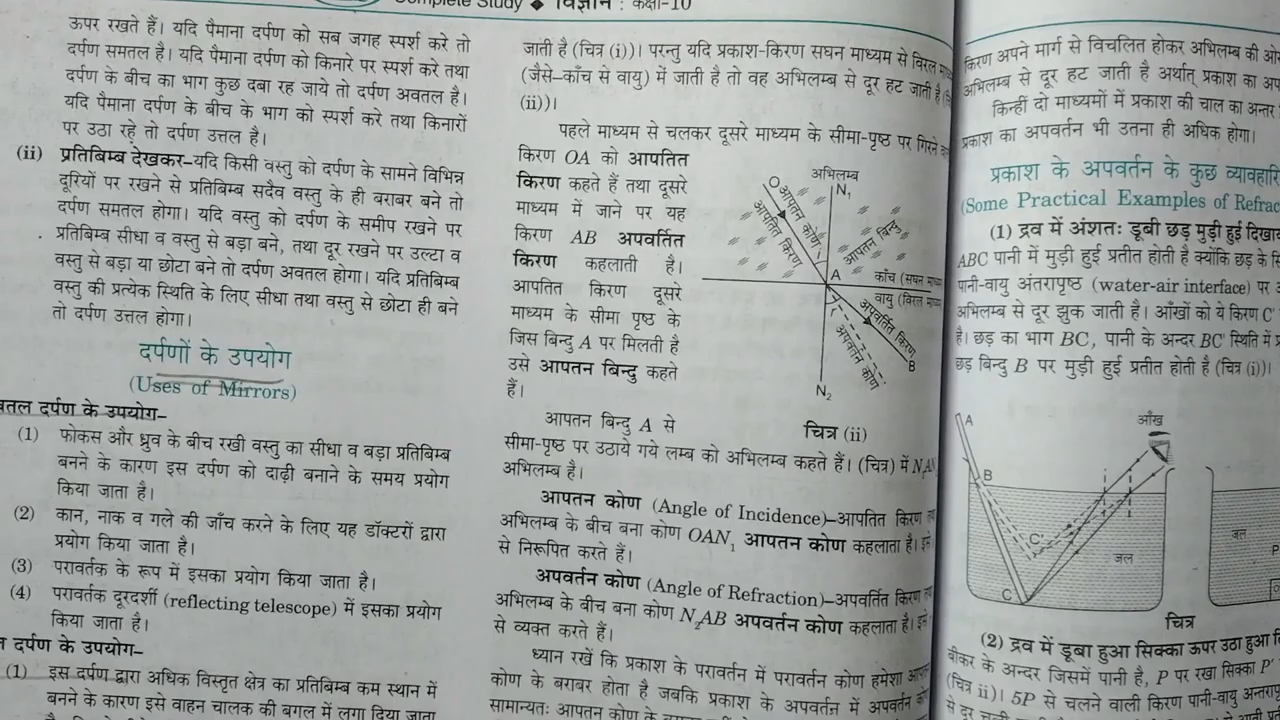 Complete Study ◆ विज्ञान : कक्षा-10
ऊपर रखते हैं। यदि पैमाना दर्पण को सब जगह स्पर्श करे तो
दर्पण समतल है। यदि पैमाना दर्पण को किनारे पर स्पर्श करे तथा
दर्पण के बीच का भाग कुछ दबा रह जाये तो दर्पण अवतल है।
यदि पैमाना दर्पण के बीच के भाग को स्पर्श करे तथा किनारों
पर उठा रहे तो दर्पण उत्तल है।
(ii) प्रतिबिम्ब देखकर–यदि किसी वस्तु को दर्पण के सामने विभिन्न
दूरियों पर रखने से प्रतिबिम्ब सदैव वस्तु के ही बराबर बने तो
दर्पण समतल होगा। यदि वस्तु को दर्पण के समीप रखने पर
प्रतिबिम्ब सीधा व वस्तु से बड़ा बने, तथा दूर रखने पर उल्टा व
वस्तु से बड़ा या छोटा बने तो दर्पण अवतल होगा। यदि प्रतिबिम्ब
वस्तु की प्रत्येक स्थिति के लिए सीधा तथा वस्तु से छोटा ही बने
तो दर्पण उत्तल होगा।
दर्पणों के उपयोग
(Uses of Mirrors)
वतल दर्पण के उपयोग–
(1) फोकस और ध्रुव के बीच रखी वस्तु का सीधा व बड़ा प्रतिबिम्ब
बनने के कारण इस दर्पण को दाढ़ी बनाने के समय प्रयोग
किया जाता है।
(2) कान, नाक व गले की जाँच करने के लिए यह डॉक्टरों द्वारा
प्रयोग किया जाता है।
(3) परावर्तक के रूप में इसका प्रयोग किया जाता है।
(4) परावर्तक दूरदर्शी (reflecting telescope) में इसका प्रयोग
किया जाता है।
दर्पण के उपयोग–
(1) इस दर्पण द्वारा अधिक विस्तृत क्षेत्र का प्रतिबिम्ब कम स्थान में
बनने के कारण इसे वाहन चालक की बगल में लगा दिया जाता
जाती है (चित्र (i))। परन्तु यदि प्रकाश-किरण सघन माध्यम से विरल
(जैसे–काँच से वायु) में जाती है तो वह अभिलम्ब से दूर हट जाती है
(ii))।
पहले माध्यम से चलकर दूसरे माध्यम के सीमा-पृष्ठ पर गिरने
किरण OA को आपतित
किरण कहते हैं तथा दूसरे
माध्यम में जाने पर यह
किरण AB अपवर्तित
किरण कहलाती है।
आपतित किरण दूसरे
माध्यम के सीमा पृष्ठ के
जिस बिन्दु A पर मिलती है
उसे आपतन बिन्दु कहते
हैं।
अभिलम्ब
N₁
O
आपतन कोण
आपतित किरण
i
आपतन बिन्दु
A
काँच (सघन
वायु (विरल
r
अपवर्तित किरण
अपवर्तन कोण
B
N₂
चित्र (ii)
आपतन बिन्दु A से
सीमा-पृष्ठ पर उठाये गये लम्ब को अभिलम्ब कहते हैं। (चित्र) में N₁AN
अभिलम्ब है।
आपतन कोण (Angle of Incidence)–आपतित किरण
अभिलम्ब के बीच बना कोण OAN₁ आपतन कोण कहलाता है। इसे
से निरूपित करते हैं।
अपवर्तन कोण (Angle of Refraction)–अपवर्तित किरण
अभिलम्ब के बीच बना कोण N₂AB अपवर्तन कोण कहलाता है। इसे
से व्यक्त करते हैं।
ध्यान रखें कि प्रकाश के परावर्तन में परावर्तन कोण हमेशा
कोण के बराबर होता है जबकि प्रकाश के अपवर्तन में अपवर्तन
सामान्यतः आपतन कोण के
किरण अपने मार्ग से विचलित होकर अभिलम्ब की
अभिलम्ब से दूर हट जाती है अर्थात् प्रकाश का
किन्हीं दो माध्यमों में प्रकाश की चाल का अन्तर
प्रकाश का अपवर्तन भी उतना ही अधिक होगा।
प्रकाश के अपवर्तन के कुछ
(Some Practical Examples of
(1) द्रव में अंशतः डूबी छड़ मुड़ी हुई
ABC पानी में मुड़ी हुई प्रतीत होती है क्योंकि छड़ के
पानी-वायु अंतरापृष्ठ (water-air interface) पर
अभिलम्ब से दूर झुक जाती है। आँखों को ये किरण C'
है। छड़ का भाग BC, पानी के अन्दर BC' स्थिति में
छड़ बिन्दु B पर मुड़ी हुई प्रतीत होती है (चित्र (i))।
A
आँख
B
C'
जल
C
जल
P
चित्र
(2) द्रव में डूबा हुआ सिक्का ऊपर उठा हुआ
बीकर के अन्दर जिसमें पानी है, P पर रखा सिक्का P'
(चित्र ii)। 5P से चलने वाली किरण पानी-वायु